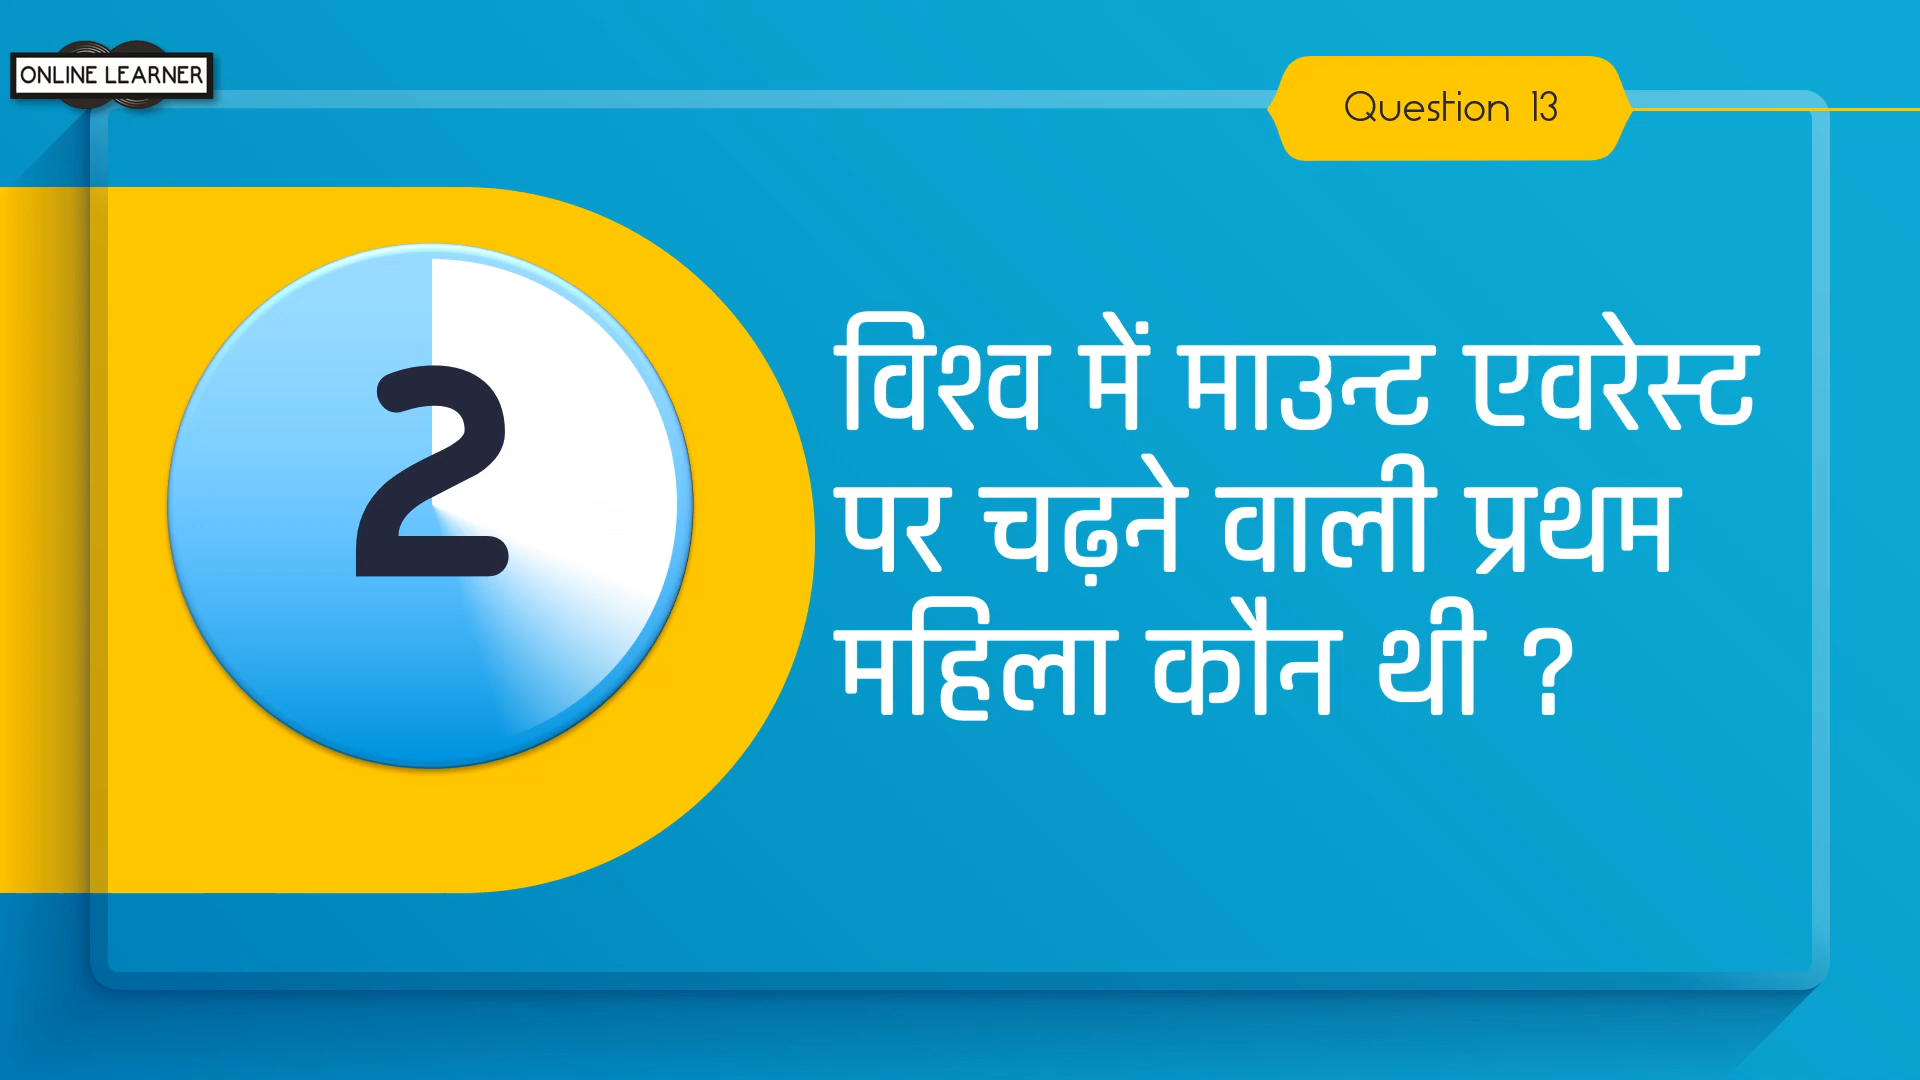 ONLINE LEARNER
Question 13
2
विश्व में माउन्ट एवरेस्ट
पर चढ़ने वाली प्रथम
महिला कौन थी ?